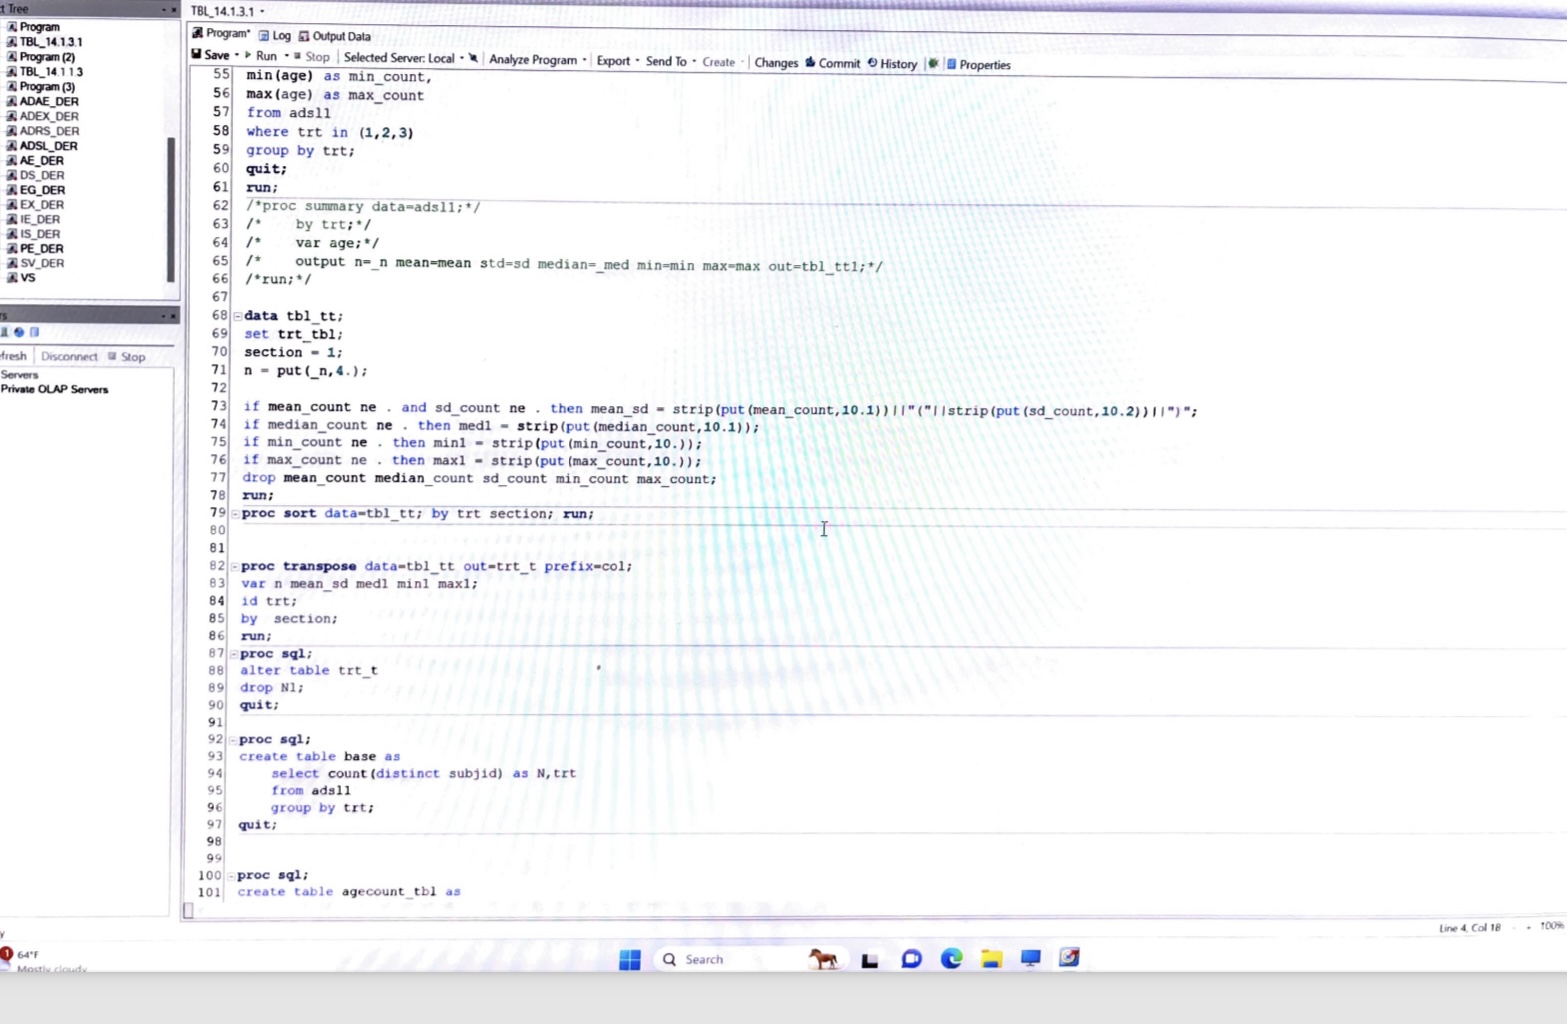 t Tree
Program
TBL_14.1.3.1
Program (2)
TBL_14.1 1 3
Program (3)
ADAE_DER
ADEX_DER
ADRS_DER
ADSL_DER
AE_DER
DS_DER
EG_DER
EX_DER
IE_DER
IS_DER
PE_DER
SV_DER
VS
rs
efresh Disconnect Stop
Servers
Private OLAP Servers
TBL_14.1.3.1
Program* Log Output Data
Save Run Stop Selected Server: Local Analyze Program Export Send To Create Changes Commit History Properties
55 min(age) as min_count,
56 max(age) as max_count
57 from adsl1
58 where trt in (1,2,3)
59 group by trt;
60 quit;
61 run;
62 /*proc summary data=adsl1;*/
63 /* by trt;*/
64 /* var age;*/
65 /* output n=_n mean=mean std=sd median=_med min=min max=max out=tbl_tt1;*/
66 /*run;*/
67
68 data tbl_tt;
69 set trt_tbl;
70 section = 1;
71 n = put(_n,4.);
72
73 if mean_count ne . and sd_count ne . then mean_sd = strip(put(mean_count,10.1))||"("||strip(put(sd_count,10.2))||")";
74 if median_count ne . then med1 = strip(put(median_count,10.1));
75 if min_count ne . then min1 = strip(put(min_count,10.));
76 if max_count ne . then max1 = strip(put(max_count,10.));
77 drop mean_count median_count sd_count min_count max_count;
78 run;
79 proc sort data=tbl_tt; by trt section; run;
80
81
82 proc transpose data=tbl_tt out=trt_t prefix=col;
83 var n mean_sd med1 min1 max1;
84 id trt;
85 by section;
86 run;
87 proc sql;
88 alter table trt_t
89 drop N1;
90 quit;
91
92 proc sql;
93 create table base as
94 select count(distinct subjid) as N,trt
95 from adsl1
96 group by trt;
97 quit;
98
99
100 proc sql;
101 create table agecount_tbl as
y
Line 4, Col 18 100%
1 64°F
Mostly cloudy
Search